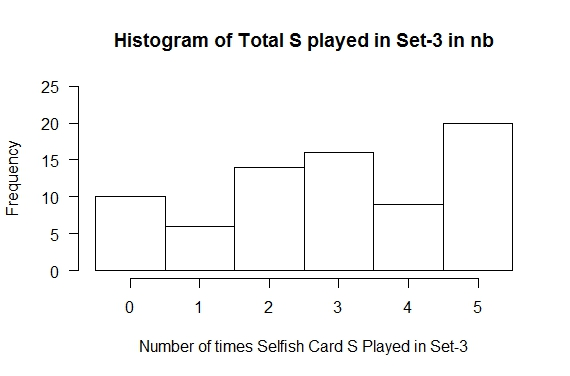 Histogram of Total S played in Set-3 in nb
Frequency
25
20
15
10
5
0
0 1 2 3 4 5
Number of times Selfish Card S Played in Set-3